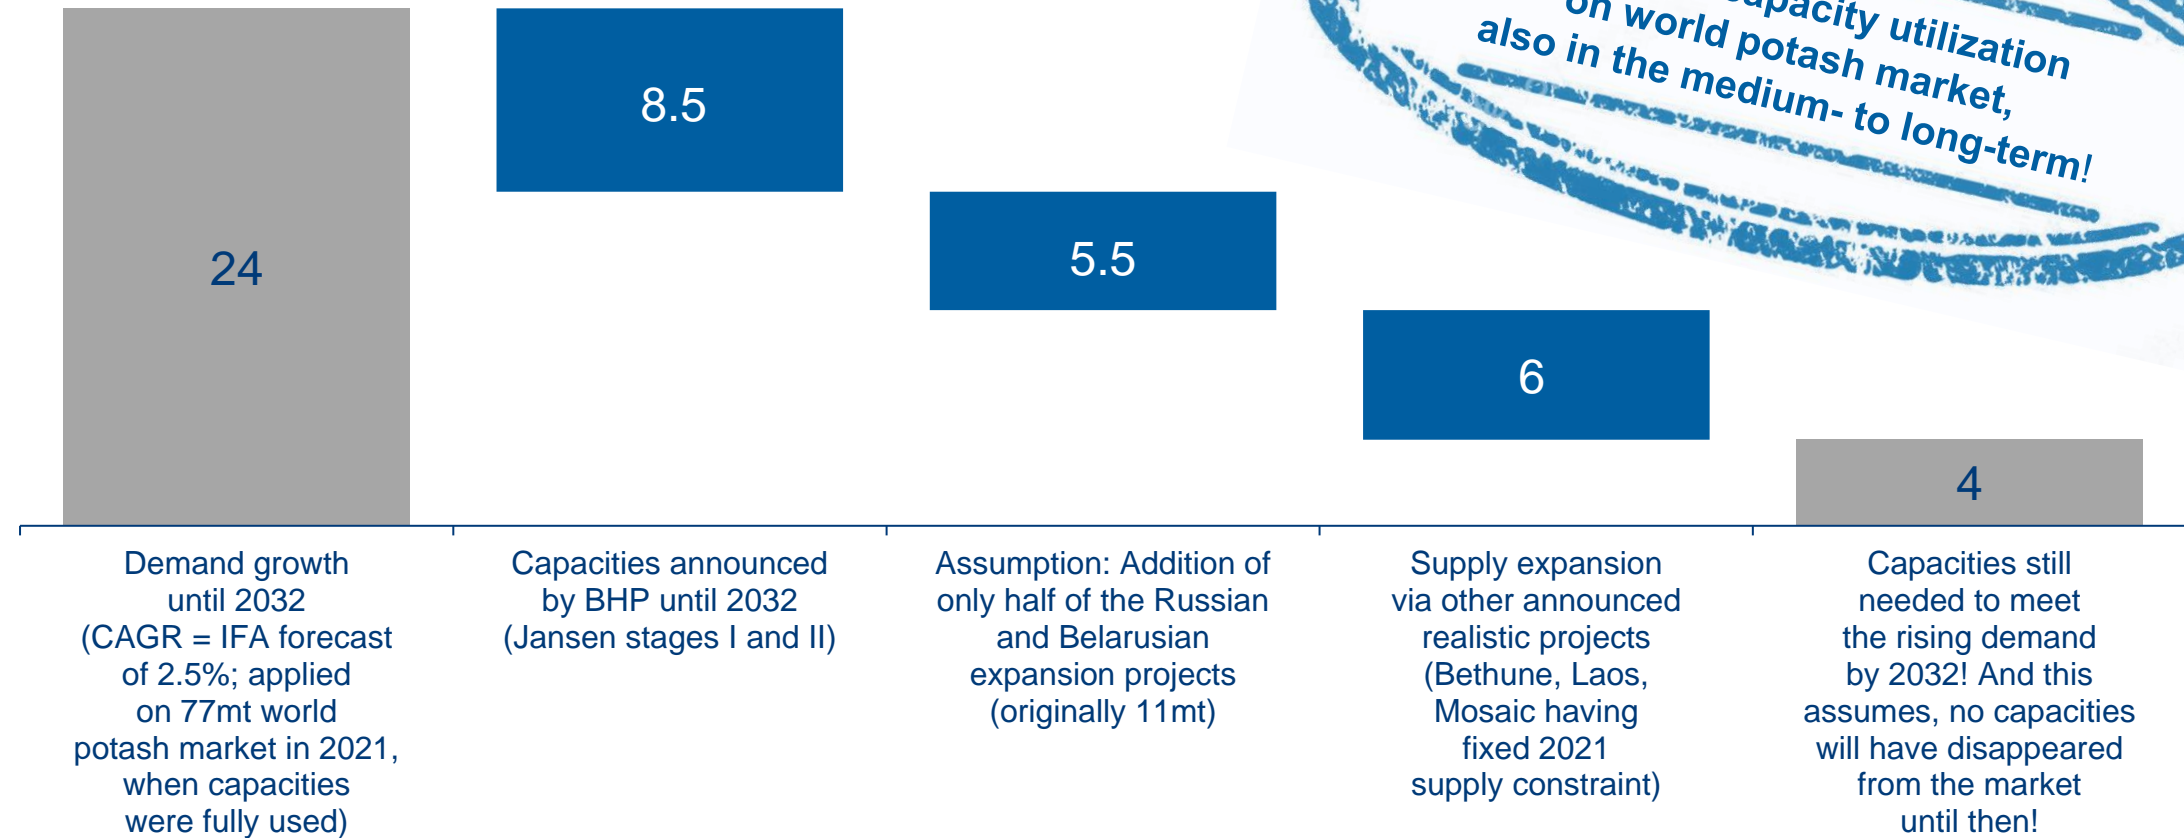 capacity utilization
on world potash market,
also in the medium- to long-term!
24
8.5
5.5
6
4
Demand growth
until 2032
(CAGR = IFA forecast
of 2.5%; applied
on 77mt world
potash market in 2021,
when capacities
were fully used)
Capacities announced
by BHP until 2032
(Jansen stages I and II)
Assumption: Addition of
only half of the Russian
and Belarusian
expansion projects
(originally 11mt)
Supply expansion
via other announced
realistic projects
(Bethune, Laos,
Mosaic having
fixed 2021
supply constraint)
Capacities still
needed to meet
the rising demand
by 2032! And this
assumes, no capacities
will have disappeared
from the market
until then!